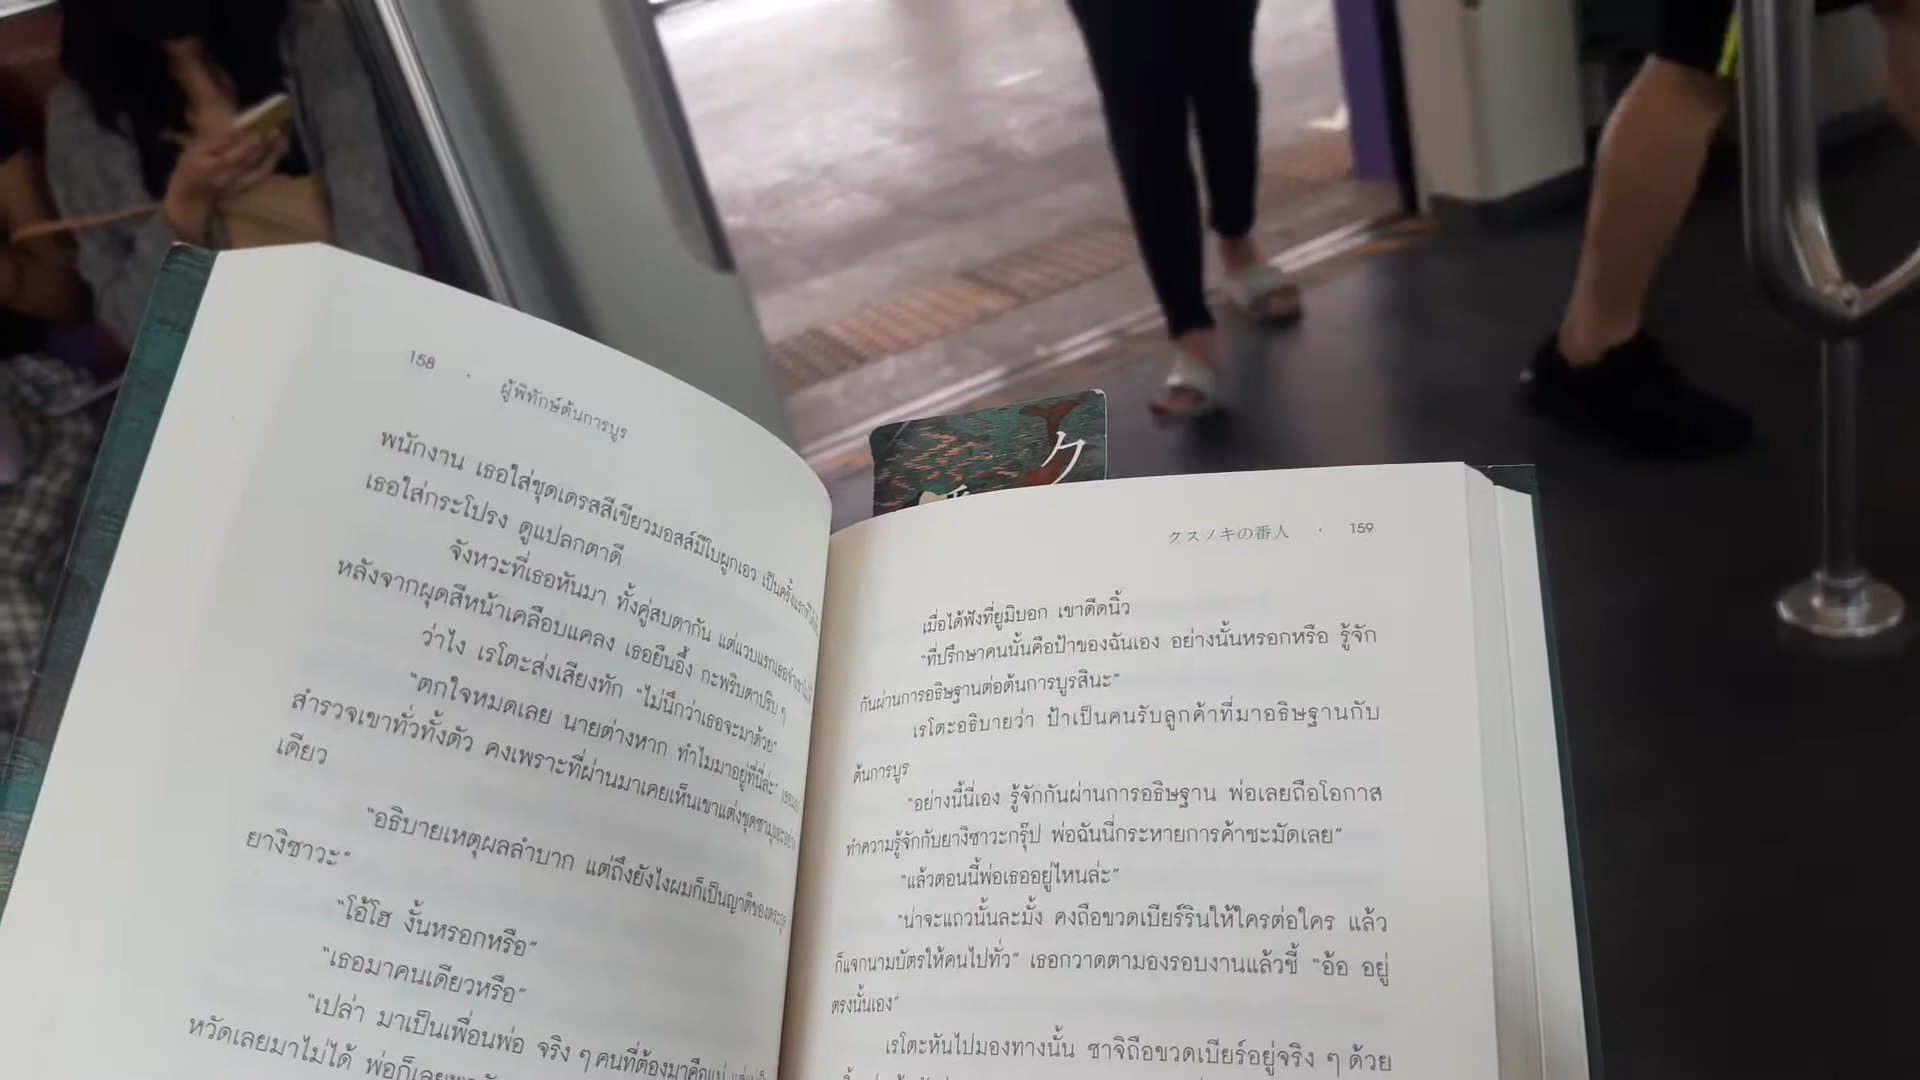 158 · ผู้พิทักษ์ต้นการบูร
พนักงาน เธอใส่ชุดเดรสสีเขียวมอสส์มีโบผูกเอว เป็นครั้งแรกที่
เธอใส่กระโปรง ดูแปลกตาดี
จังหวะที่เธอหันมา ทั้งคู่สบตากัน แต่แวบแรกเธอ
หลังจากผุดสีหน้าเคลือบแคลง เธอยืนอึ้ง กะพริบตาปริบ ๆ
ว่าไง เรโตะส่งเสียงทัก “ไม่นึกว่าเธอจะมาด้วย”
“ตกใจหมดเลย นายต่างหาก ทำไมมาอยู่ที่นี่ล่ะ”
สำรวจเขาทั่วทั้งตัว คงเพราะที่ผ่านมาเคยเห็นเขาแต่งชุดซามุเอะอย่าง
เดียว
“อธิบายเหตุผลลำบาก แต่ถึงยังไงผมก็เป็นญาติของตระกูล
ยางิซาวะ”
“โอ้โฮ งั้นหรอกหรือ”
“เธอมาคนเดียวหรือ”
“เปล่า มาเป็นเพื่อนพ่อ จริง ๆ คนที่ต้องมาคือแม่
หวัดเลยมาไม่ได้ พ่อก็เลย
ク
クスノキの番人 · 159
เมื่อได้ฟังที่ยูมิบอก เขาดีดนิ้ว
“ที่ปรึกษาคนนั้นคือป้าของฉันเอง อย่างนั้นหรอกหรือ รู้จัก
กันผ่านการอธิษฐานต่อต้นการบูรสินะ”
เรโตะอธิบายว่า ป้าเป็นคนรับลูกค้าที่มาอธิษฐานกับ
ต้นการบูร
“อย่างนี้นี่เอง รู้จักกันผ่านการอธิษฐาน พ่อเลยถือโอกาส
ทำความรู้จักกับยางิซาวะกรุ๊ป พ่อฉันนี่กระหายการค้าชะมัดเลย”
“แล้วตอนนี้พ่อเธออยู่ไหนล่ะ”
“น่าจะแถวนั้นละมั้ง คงถือขวดเบียร์รินให้ใครต่อใคร แล้ว
ก็แจกนามบัตรให้คนไปทั่ว” เธอกวาดตามองรอบงานแล้วชี้ “อ้อ อยู่
ตรงนั้นเอง”
เรโตะหันไปมองทางนั้น ซาจิถือขวดเบียร์อยู่จริง ๆ ด้วย